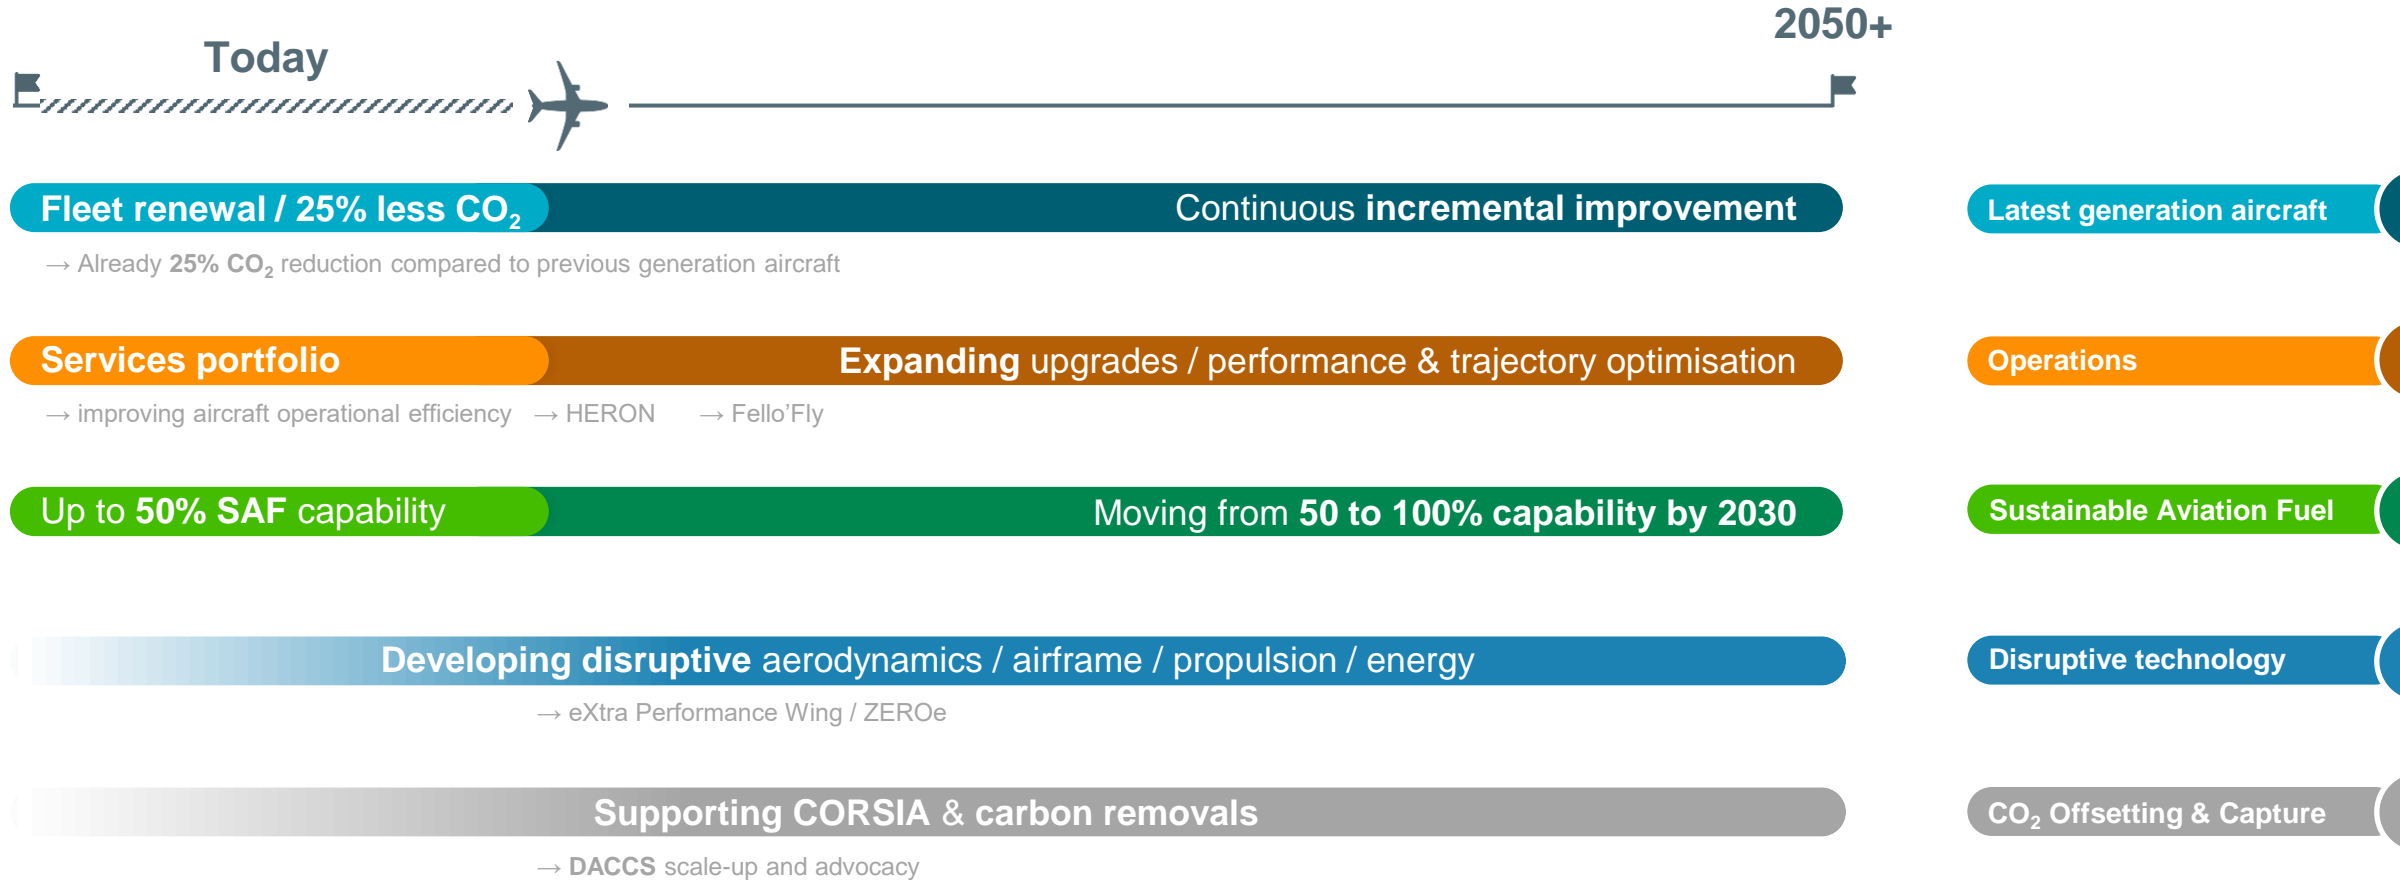 2050+
Today
Fleet renewal / 25% less CO₂
Continuous incremental improvement
Latest generation aircraft
→ Already 25% CO₂ reduction compared to previous generation aircraft
Services portfolio
Expanding upgrades / performance & trajectory optimisation
Operations
→ improving aircraft operational efficiency → HERON → Fello’Fly
Up to 50% SAF capability
Moving from 50 to 100% capability by 2030
Sustainable Aviation Fuel
Developing disruptive aerodynamics / airframe / propulsion / energy
Disruptive technology
→ eXtra Performance Wing / ZEROe
Supporting CORSIA & carbon removals
CO₂ Offsetting & Capture
→ DACCS scale-up and advocacy